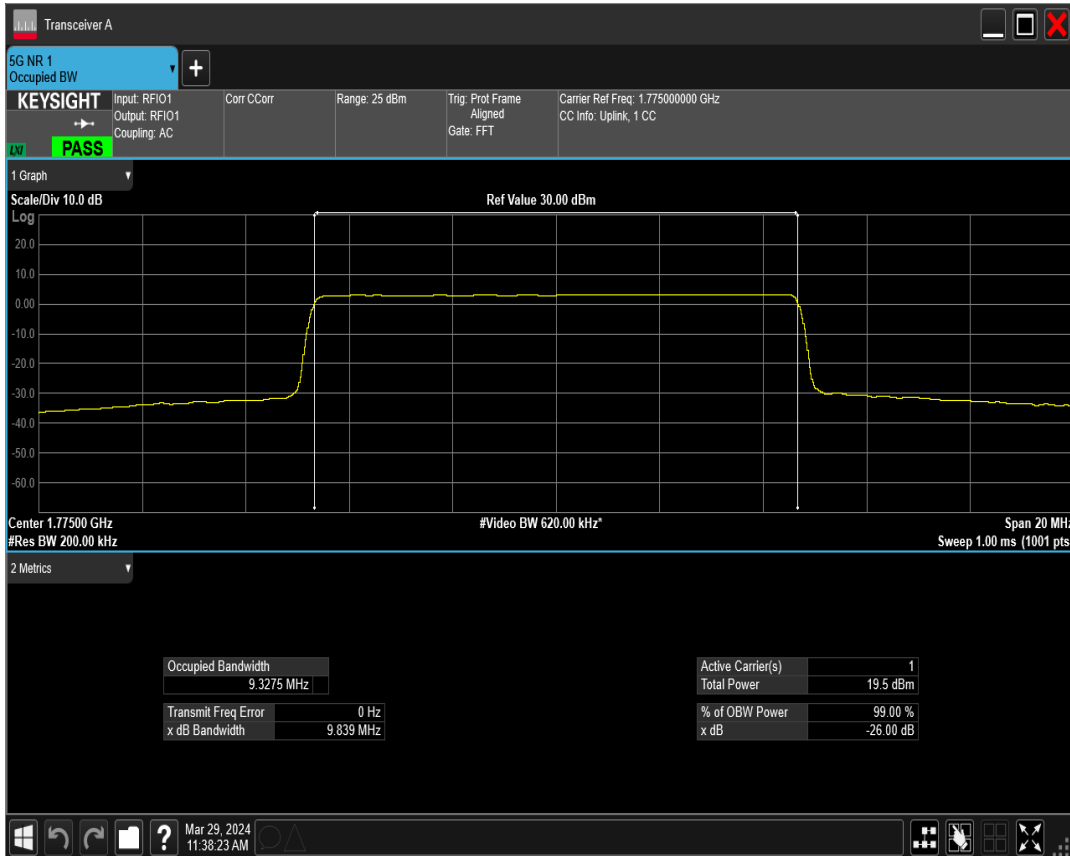 Transceiver A
5G NR 1
Occupied BW
KEYSIGHT
LXI
PASS
Input: RFIO1
Output: RFIO1
Coupling: AC
Corr CCorr
Range: 25 dBm
Trig: Prot Frame
Aligned
Gate: FFT
Carrier Ref Freq: 1.775000000 GHz
CC Info: Uplink, 1 CC
1 Graph
Scale/Div 10.0 dB
Ref Value 30.00 dBm
Log
20.0
10.0
0.00
-10.0
-20.0
-30.0
-40.0
-50.0
-60.0
Center 1.77500 GHz
#Video BW 620.00 kHz*
Span 20 MHz
#Res BW 200.00 kHz
Sweep 1.00 ms (1001 pts
2 Metrics
Occupied Bandwidth
9.3275 MHz
Transmit Freq Error 0 Hz
x dB Bandwidth 9.839 MHz
Active Carrier(s) 1
Total Power 19.5 dBm
% of OBW Power 99.00 %
x dB -26.00 dB
?
Mar 29, 2024
11:38:23 AM